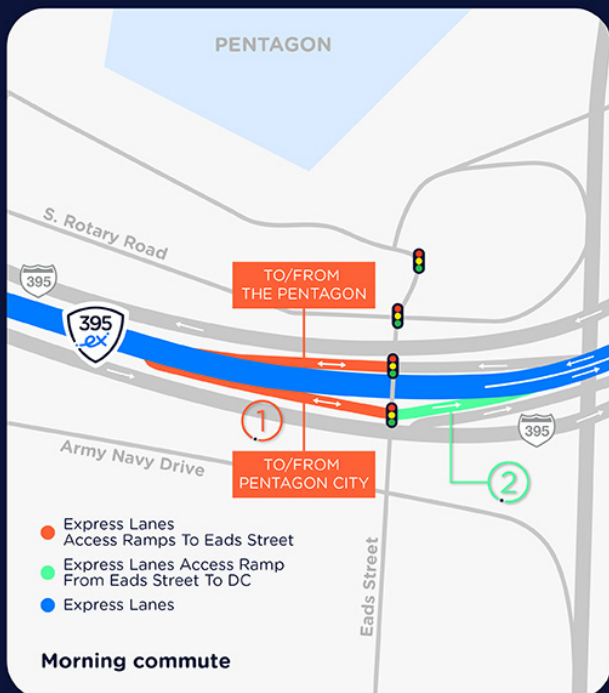 PENTAGON
S. Rotary Road
395
TO/FROM
THE PENTAGON
395
ex
1
395
2
Army Navy Drive
TO/FROM
PENTAGON CITY
Express Lanes
Access Ramps To Eads Street
Express Lanes Access Ramp
From Eads Street To DC
Express Lanes
Eads Street
Morning commute